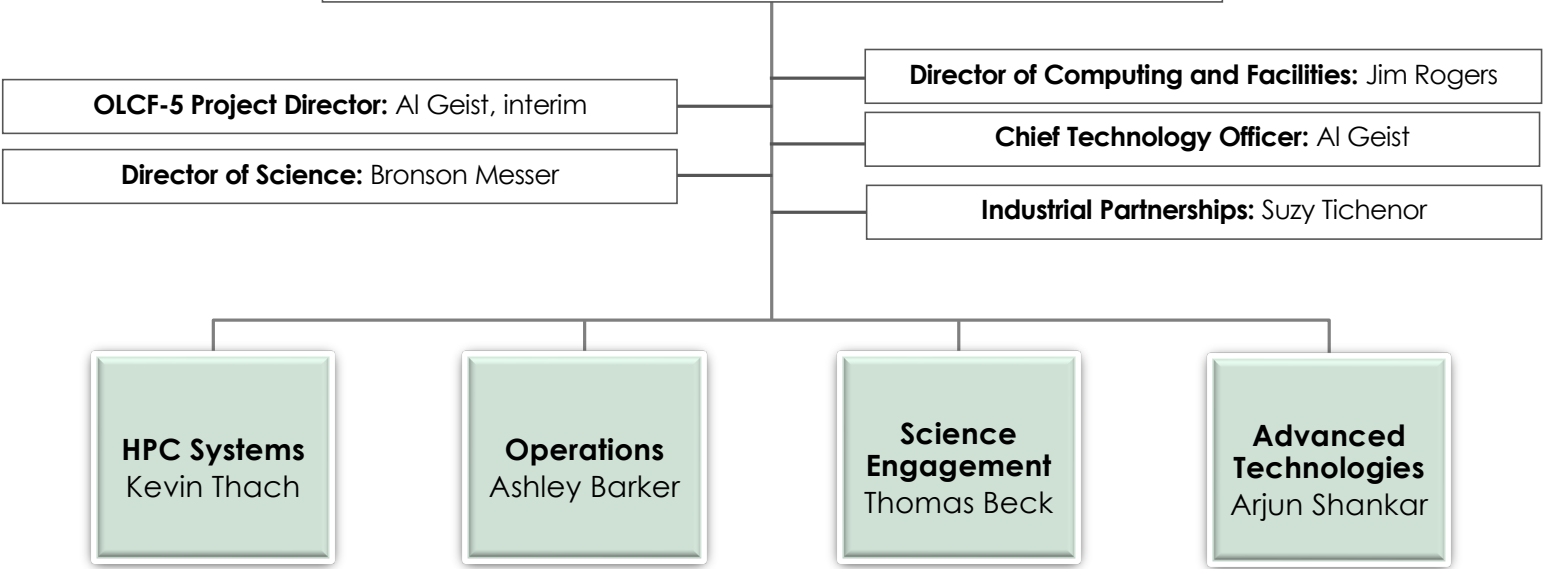 OLCF-5 Project Director: Al Geist, interim
Director of Science: Bronson Messer
Director of Computing and Facilities: Jim Rogers
Chief Technology Officer: Al Geist
Industrial Partnerships: Suzy Tichenor
HPC Systems
Kevin Thach
Operations
Ashley Barker
Science
Engagement
Thomas Beck
Advanced
Technologies
Arjun Shankar